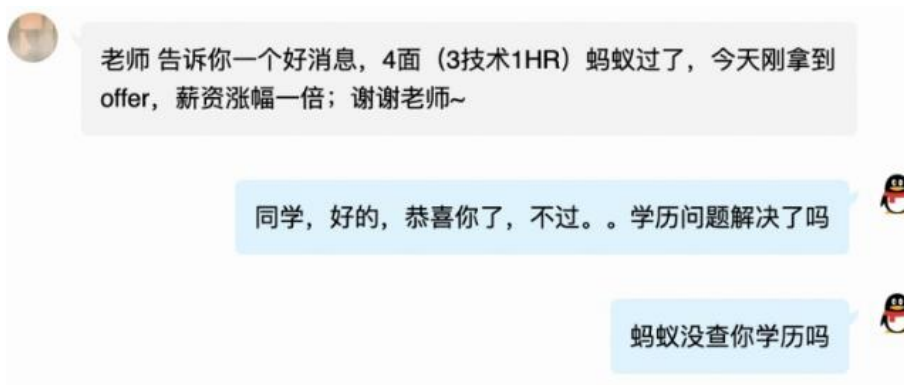 老师 告诉你一个好消息，4面（3技术1HR）蚂蚁过了，今天刚拿到
offer，薪资涨幅一倍；谢谢老师~
同学，好的，恭喜你了，不过。。学历问题解决了吗
蚂蚁没查你学历吗